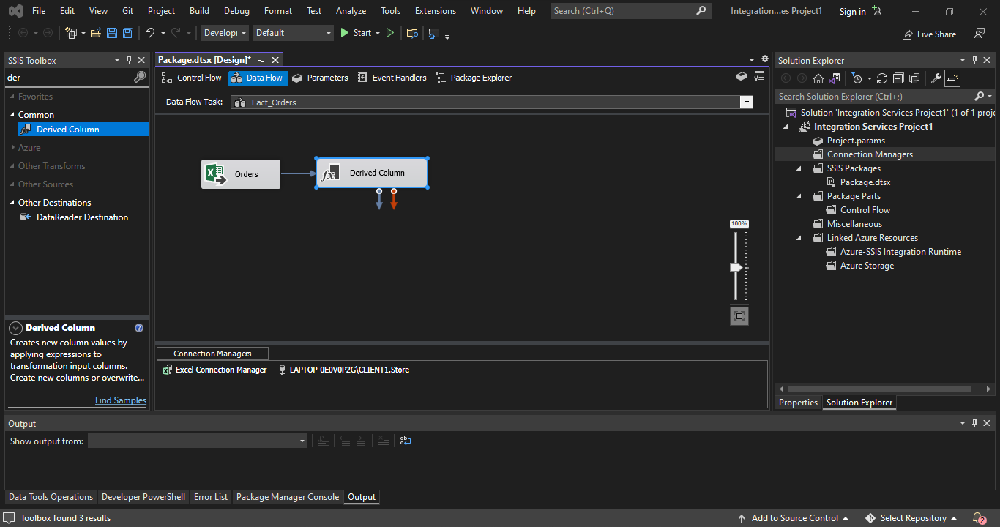 File Edit View Git Project Build Debug Format Test Analyze Tools Extensions Window Help Search (Ctrl+Q) Integration...es Project1 Sign in
Develop Default Start Live Share
SSIS Toolbox
der
Favorites
Common
Derived Column
Azure
Other Transforms
Other Sources
Other Destinations
DataReader Destination
Derived Column
Creates new column values by
applying expressions to
transformation input columns.
Create new columns or overwrite...
Find Samples
Package.dtsx [Design]*
Control Flow Data Flow Parameters Event Handlers Package Explorer
Data Flow Task: Fact_Orders
Orders
Derived Column
100%
Connection Managers
Excel Connection Manager LAPTOP-0E0V0P2G\CLIENT1.Store
Solution Explorer
Search Solution Explorer (Ctrl+;)
Solution 'Integration Services Project1' (1 of 1 proje
Integration Services Project1
Project.params
Connection Managers
SSIS Packages
Package.dtsx
Package Parts
Control Flow
Miscellaneous
Linked Azure Resources
Azure-SSIS Integration Runtime
Azure Storage
Properties Solution Explorer
Output
Show output from:
Data Tools Operations Developer PowerShell Error List Package Manager Console Output
Toolbox found 3 results Add to Source Control Select Repository 2